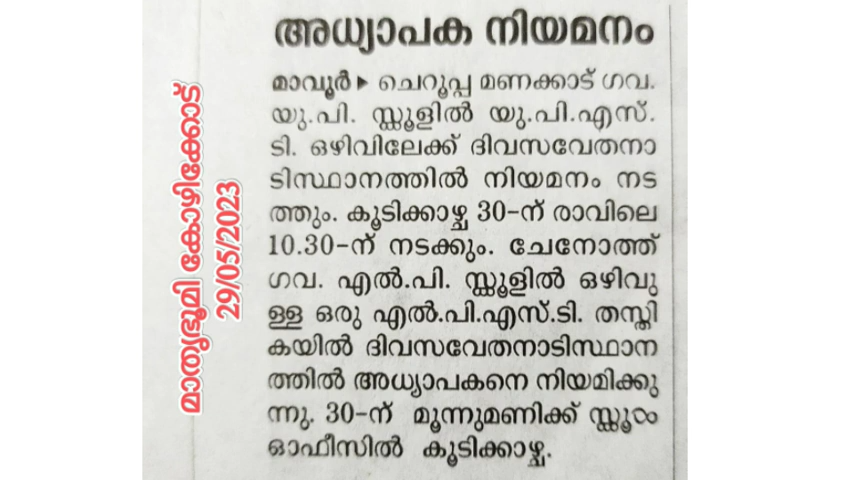 അധ്യാപക നിയമനം
മാവൂർ ▸ ചെറൂപ്പ മണക്കാട് ഗവ.
യു.പി. സ്കൂളിൽ യു.പി.എസ്.
ടി. ഒഴിവിലേക്ക് ദിവസവേതനാ
ടിസ്ഥാനത്തിൽ നിയമനം നട
ത്തും. കൂടിക്കാഴ്ച 30-ന് രാവിലെ
10.30-ന് നടക്കും. ചേനോത്ത്
ഗവ. എൽ.പി. സ്കൂളിൽ ഒഴിവു
ള്ള ഒരു എൽ.പി.എസ്.ടി. തസ്തി
കയിൽ ദിവസവേതനാടിസ്ഥാന
ത്തിൽ അധ്യാപകനെ നിയമിക്കു
ന്നു. 30-ന് മൂന്നുമണിക്ക് സ്കൂൾ
ഓഫീസിൽ കൂടിക്കാഴ്ച.
മാതൃഭൂമി കോഴിക്കോട്
29/05/2023